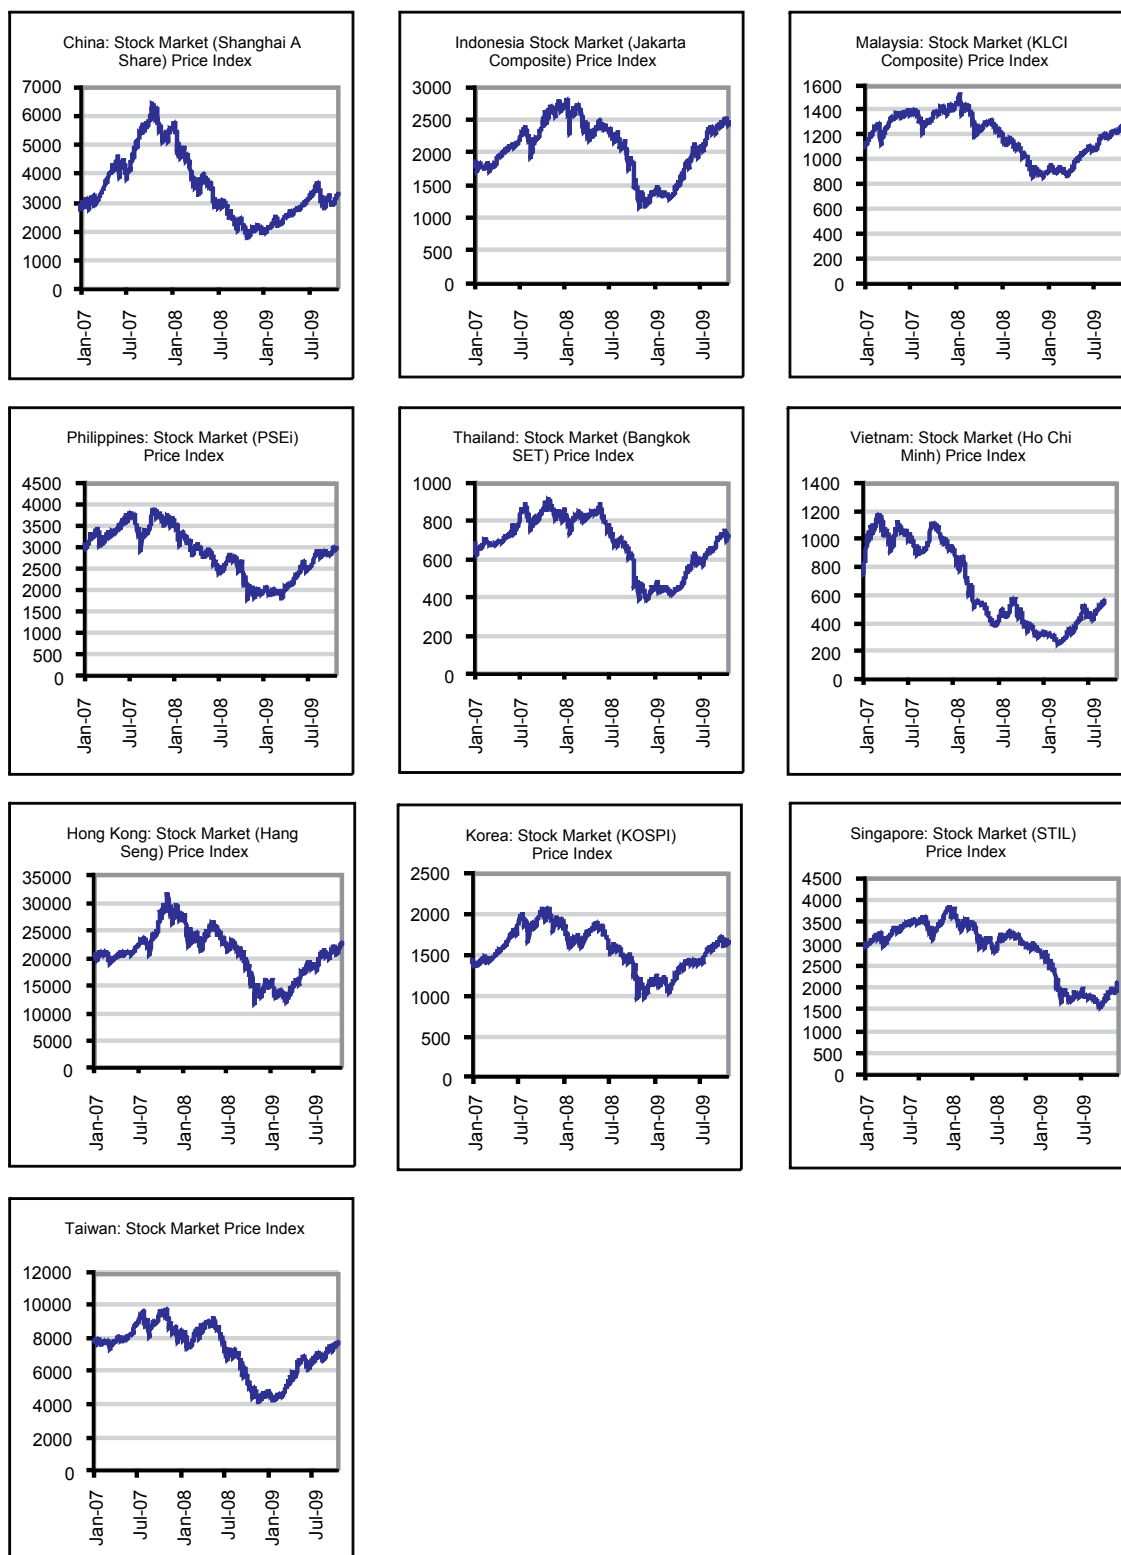 China: Stock Market (Shanghai A
Share) Price Index
7000
6000
5000
4000
3000
2000
1000
0
Jan-07
Jul-07
Jan-08
Jul-08
Jan-09
Jul-09
Indonesia Stock Market (Jakarta
Composite) Price Index
3000
2500
2000
1500
1000
500
0
Jan-07
Jul-07
Jan-08
Jul-08
Jan-09
Jul-09
Malaysia: Stock Market (KLCI
Composite) Price Index
1600
1400
1200
1000
800
600
400
200
0
Jan-07
Jul-07
Jan-08
Jul-08
Jan-09
Jul-09
Philippines: Stock Market (PSEi)
Price Index
4500
4000
3500
3000
2500
2000
1500
1000
500
0
Jan-07
Jul-07
Jan-08
Jul-08
Jan-09
Jul-09
Thailand: Stock Market (Bangkok
SET) Price Index
1000
800
600
400
200
0
Jan-07
Jul-07
Jan-08
Jul-08
Jan-09
Jul-09
Vietnam: Stock Market (Ho Chi
Minh) Price Index
1400
1200
1000
800
600
400
200
0
Jan-07
Jul-07
Jan-08
Jul-08
Jan-09
Jul-09
Hong Kong: Stock Market (Hang
Seng) Price Index
35000
30000
25000
20000
15000
10000
5000
0
Jan-07
Jul-07
Jan-08
Jul-08
Jan-09
Jul-09
Korea: Stock Market (KOSPI)
Price Index
2500
2000
1500
1000
500
0
Jan-07
Jul-07
Jan-08
Jul-08
Jan-09
Jul-09
Singapore: Stock Market (STIL)
Price Index
4500
4000
3500
3000
2500
2000
1500
1000
500
0
Jan-07
Jul-07
Jan-08
Jul-08
Jan-09
Jul-09
Taiwan: Stock Market Price Index
12000
10000
8000
6000
4000
2000
0
Jan-07
Jul-07
Jan-08
Jul-08
Jan-09
Jul-09